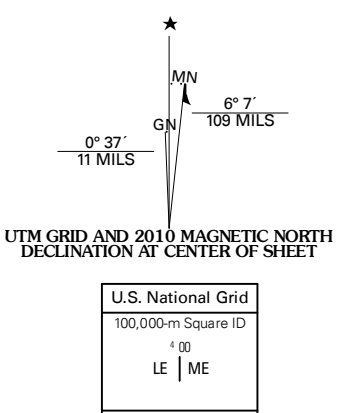 ★
MN
GN
6° 7´
109 MILS
0° 37´
11 MILS
UTM GRID AND 2010 MAGNETIC NORTH
DECLINATION AT CENTER OF SHEET
U.S. National Grid
100,000-m Square ID
4 00
LE | ME